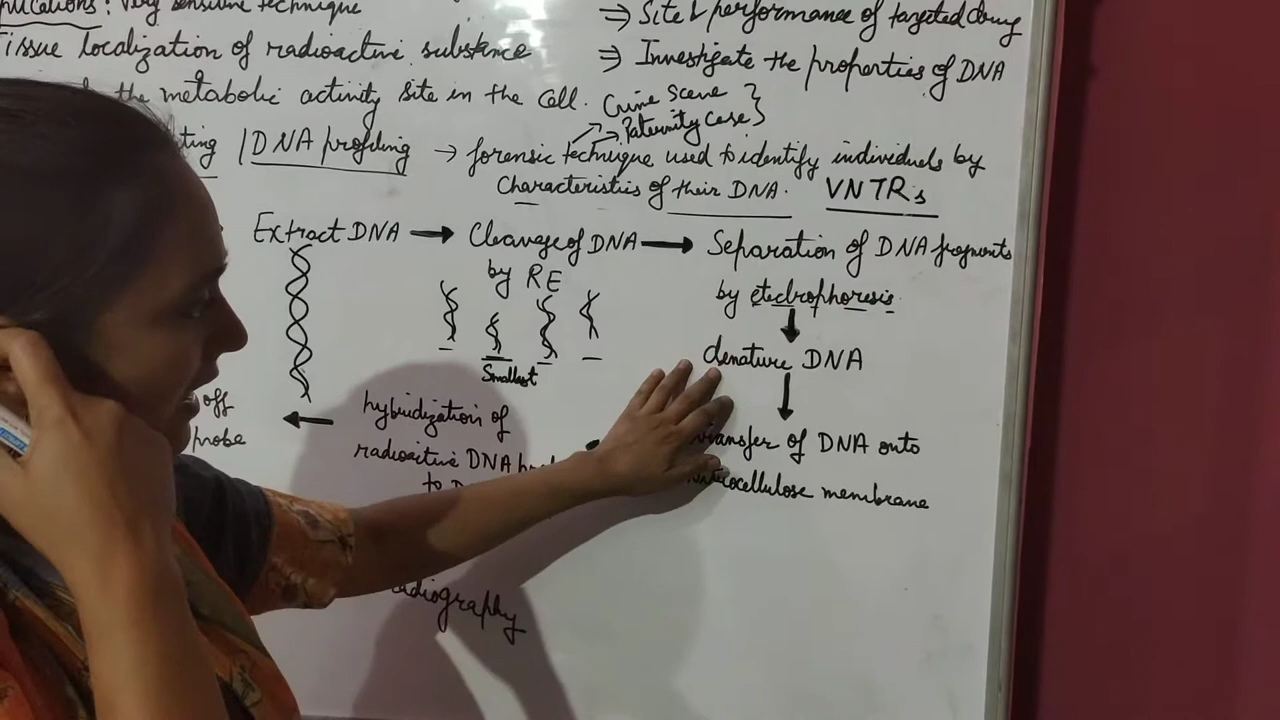 : Very sensitive technique
Tissue localization of radioactive substance
the metabolic activity site in the cell.
⇒ Site & performance of targeted drug
⇒ Investigate the properties of DNA
Crime Scene
Paternity Case
/DNA profiling → forensic technique used to identify individuals by
Characteristics of their DNA. VNTRs
Extract DNA → Cleavage of DNA → Separation of DNA fragments
by RE
by electrophoresis
Smallest
denature DNA
off
probe
hybridization of
radioactive DNA
to
transfer of DNA onto
membrane